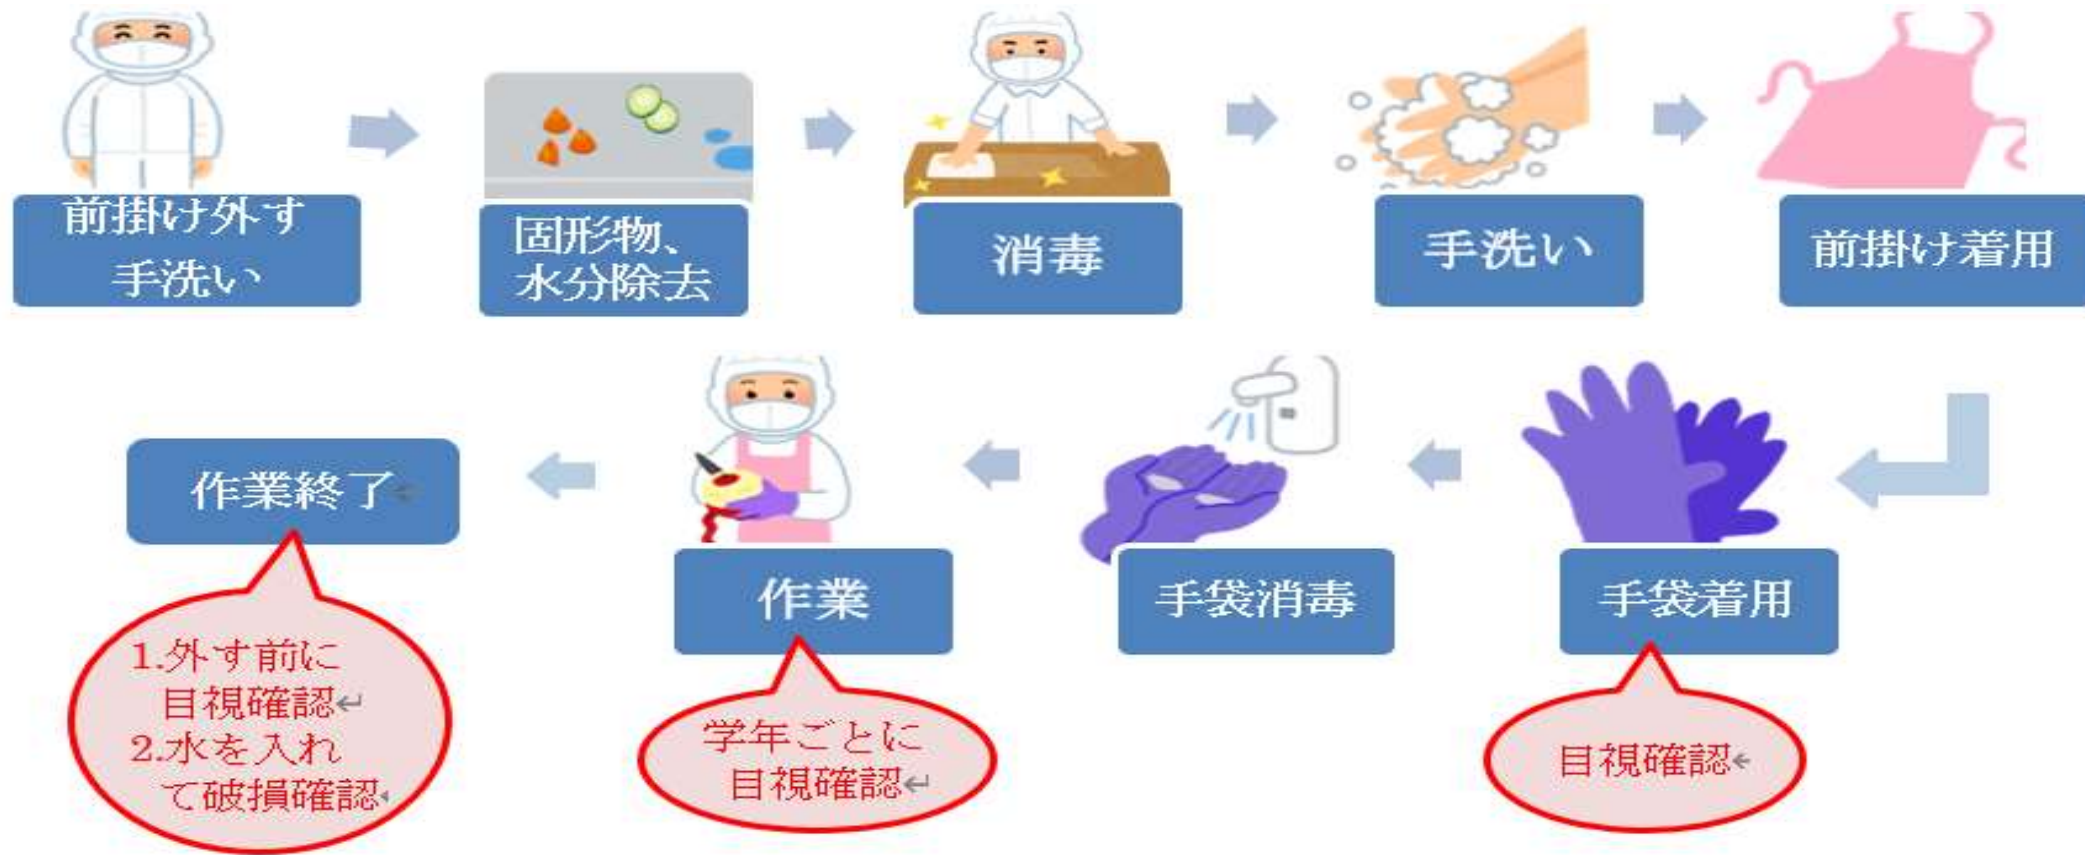 前掛け外す
手洗い
固形物、
水分除去
消毒
手洗い
前掛け着用
手袋着用
目視確認
手袋消毒
作業
学年ごとに
目視確認
作業終了
1.外す前に
目視確認
2.水を入れ
て破損確認